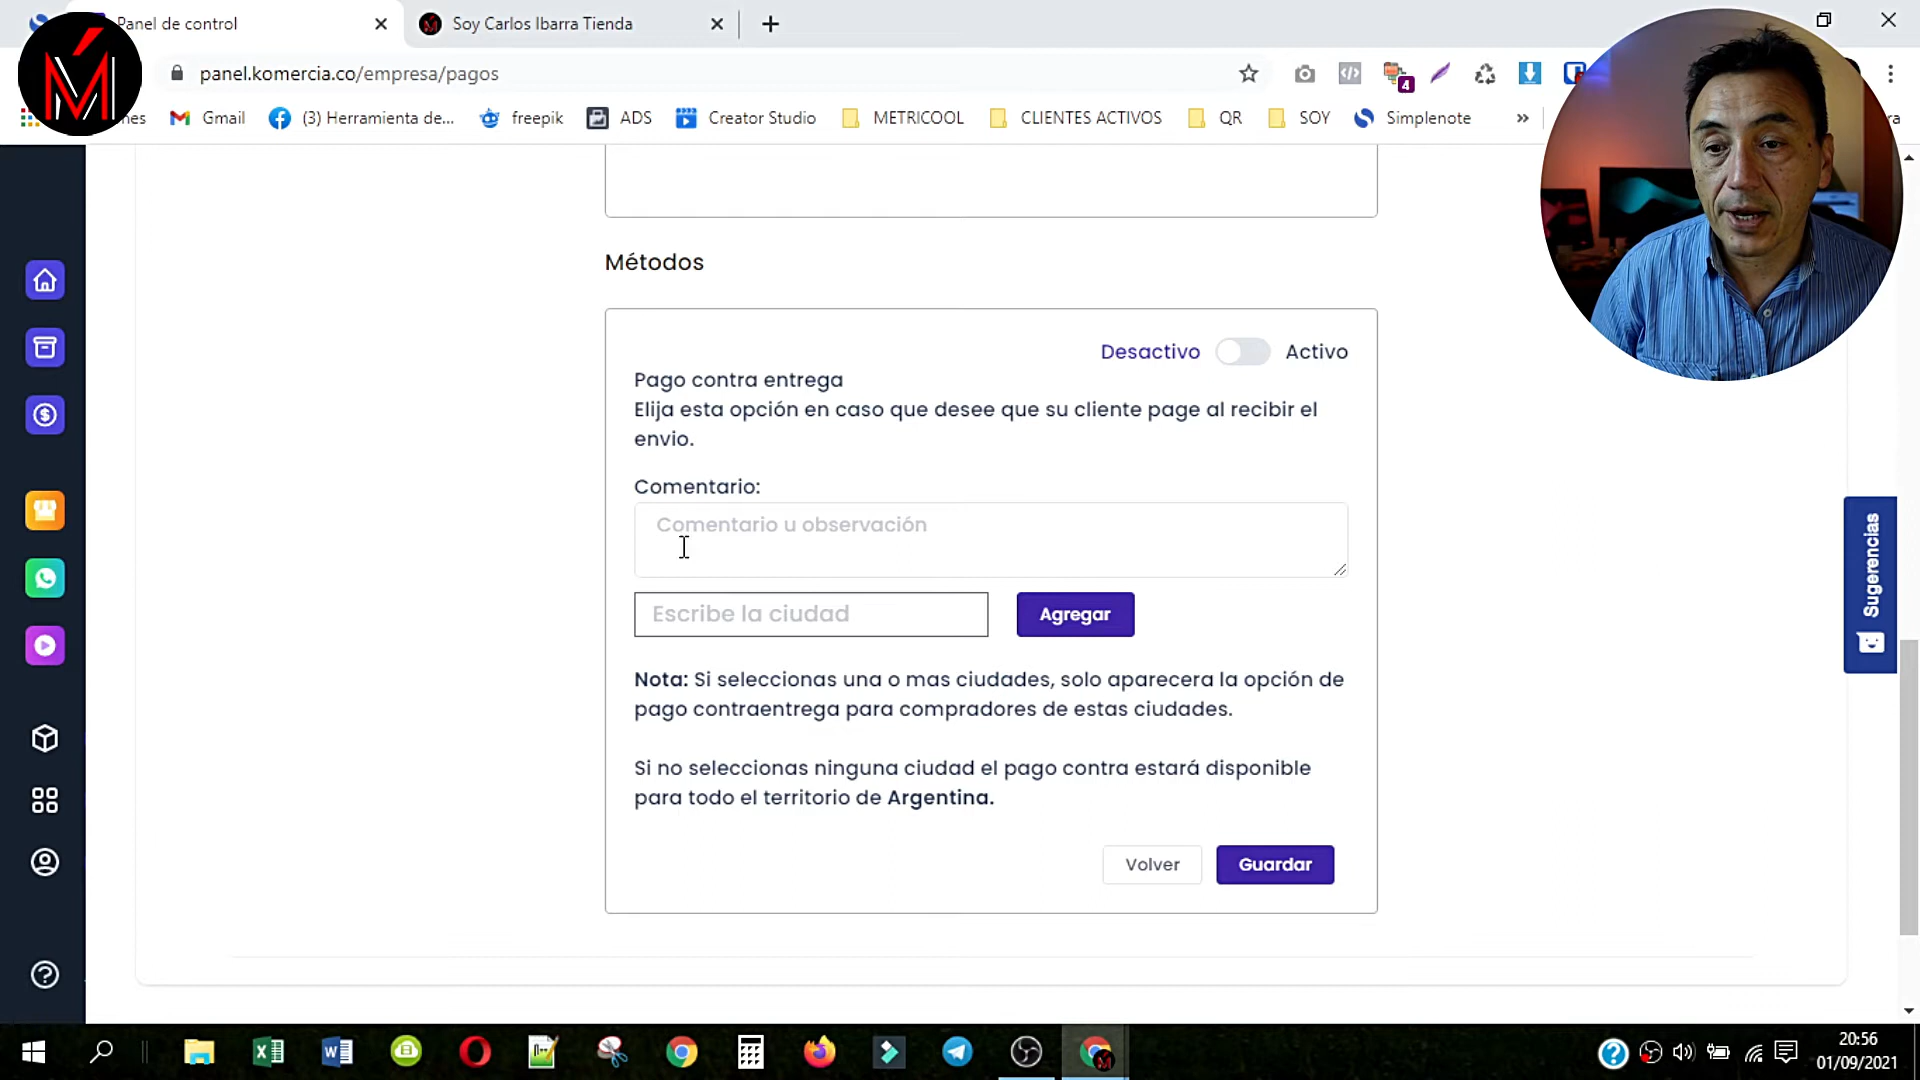 Panel de control
Soy Carlos Ibarra Tienda
panel.komercia.co/empresa/pagos
4
Gmail
(3) Herramienta de...
freepik
ADS
Creator Studio
METRICOOL
CLIENTES ACTIVOS
QR
SOY
Simplenote
»
Métodos
Desactivo
Activo
Pago contra entrega
Elija esta opción en caso que desee que su cliente page al recibir el
envio.
Comentario:
Comentario u observación
Escribe la ciudad
Agregar
Nota: Si seleccionas una o mas ciudades, solo aparecera la opción de
pago contraentrega para compradores de estas ciudades.
Si no seleccionas ninguna ciudad el pago contra estará disponible
para todo el territorio de Argentina.
Volver
Guardar
Sugerencias
20:56
01/09/2021